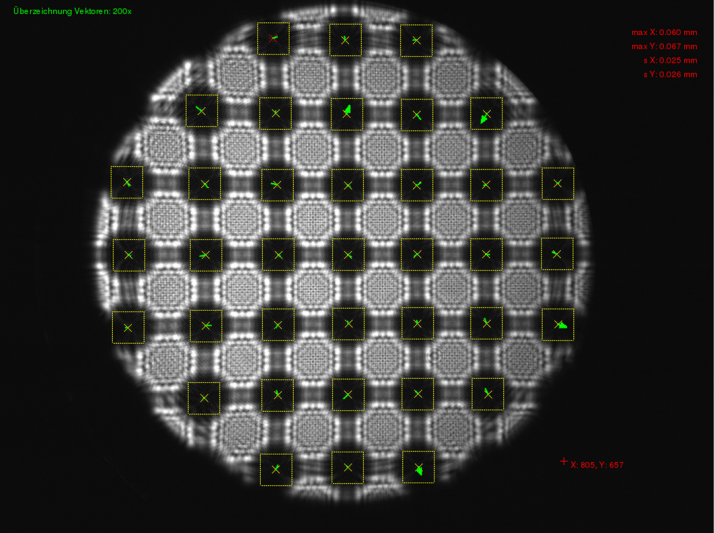 Überzeichnung Vektoren: 200x
max X: 0.060 mm
max Y: 0.067 mm
s X: 0.025 mm
s Y: 0.026 mm
X: 805, Y: 657